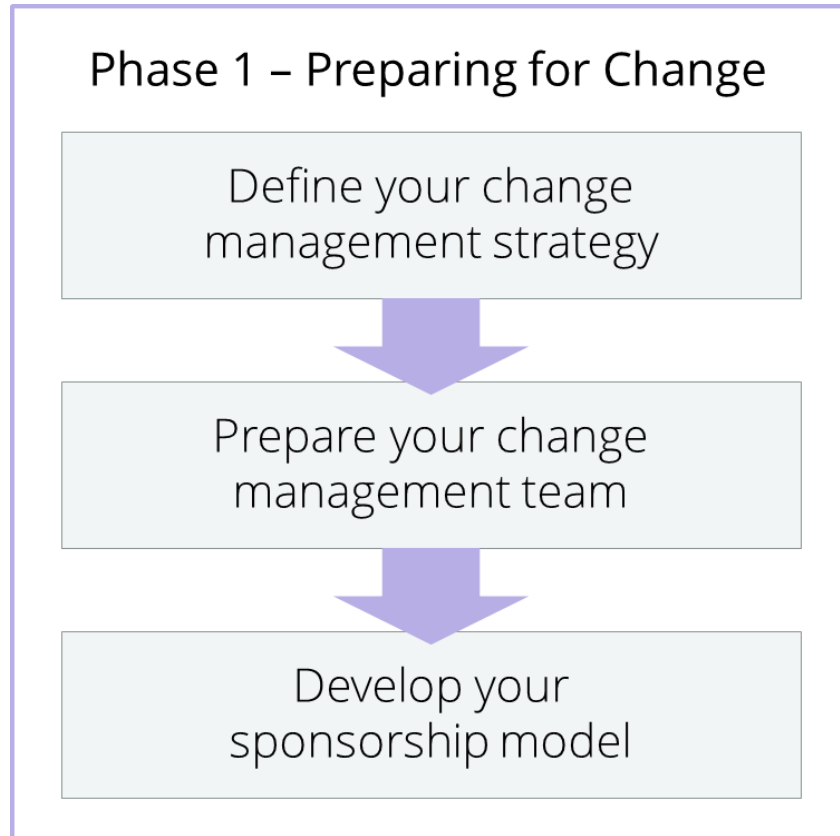 Phase 1 – Preparing for Change
Define your change
management strategy
Prepare your change
management team
Develop your
sponsorship model